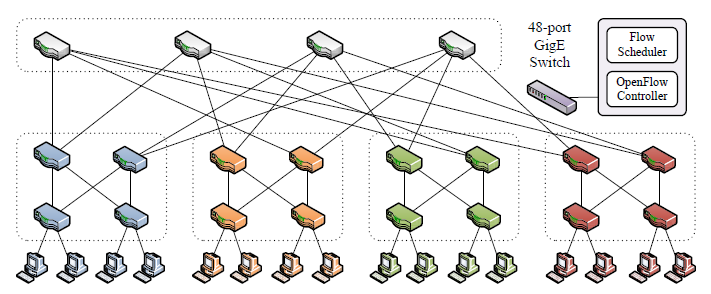 48-port
GigE
Switch
Flow
Scheduler
OpenFlow
Controller